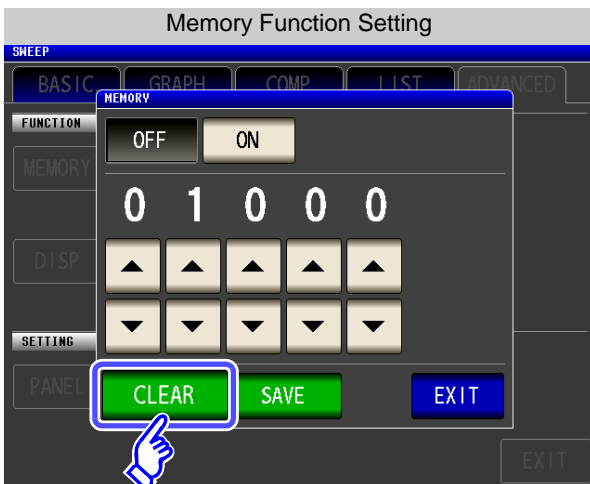 Memory Function Setting
SWEEP
BASIC GRAPH COMP LIST ADVANCED
MEMORY
FUNCTION
OFF ON
MEMORY
0 1 0 0 0
DISP
SETTING
PANEL
CLEAR SAVE EXIT
EXIT